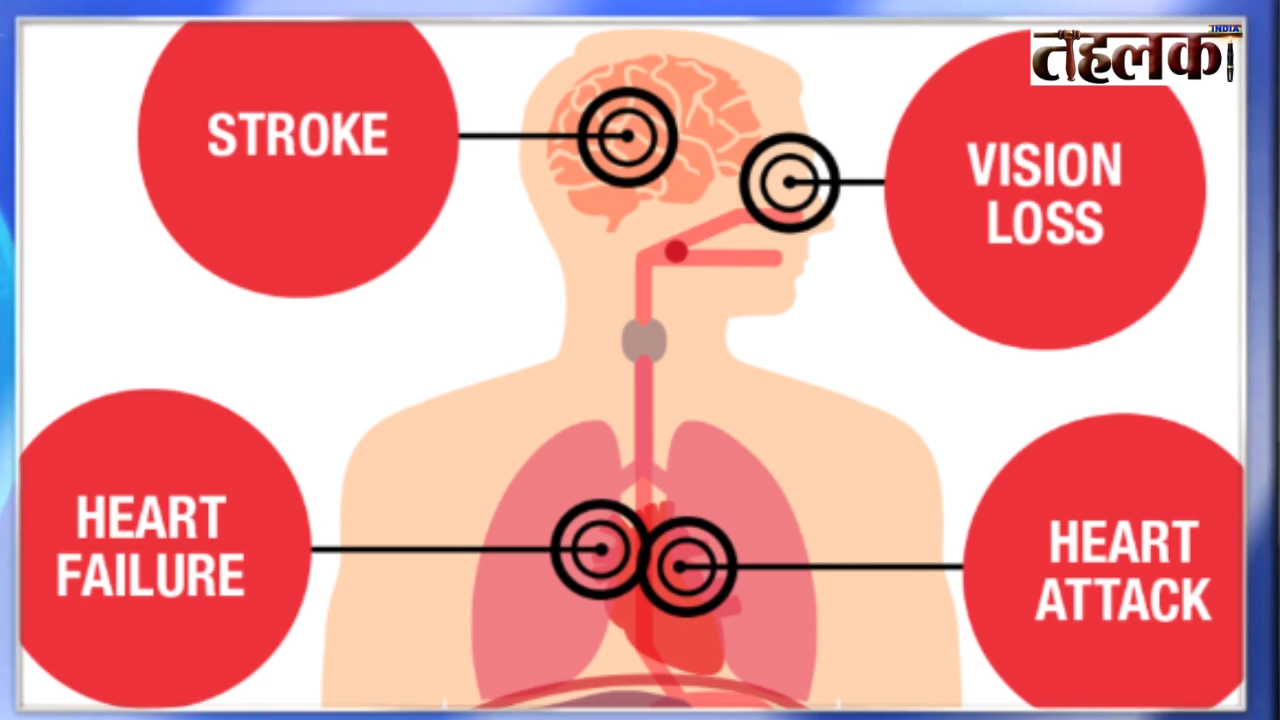 INDIA
तहलका
STROKE
VISION
LOSS
HEART
FAILURE
HEART
ATTACK